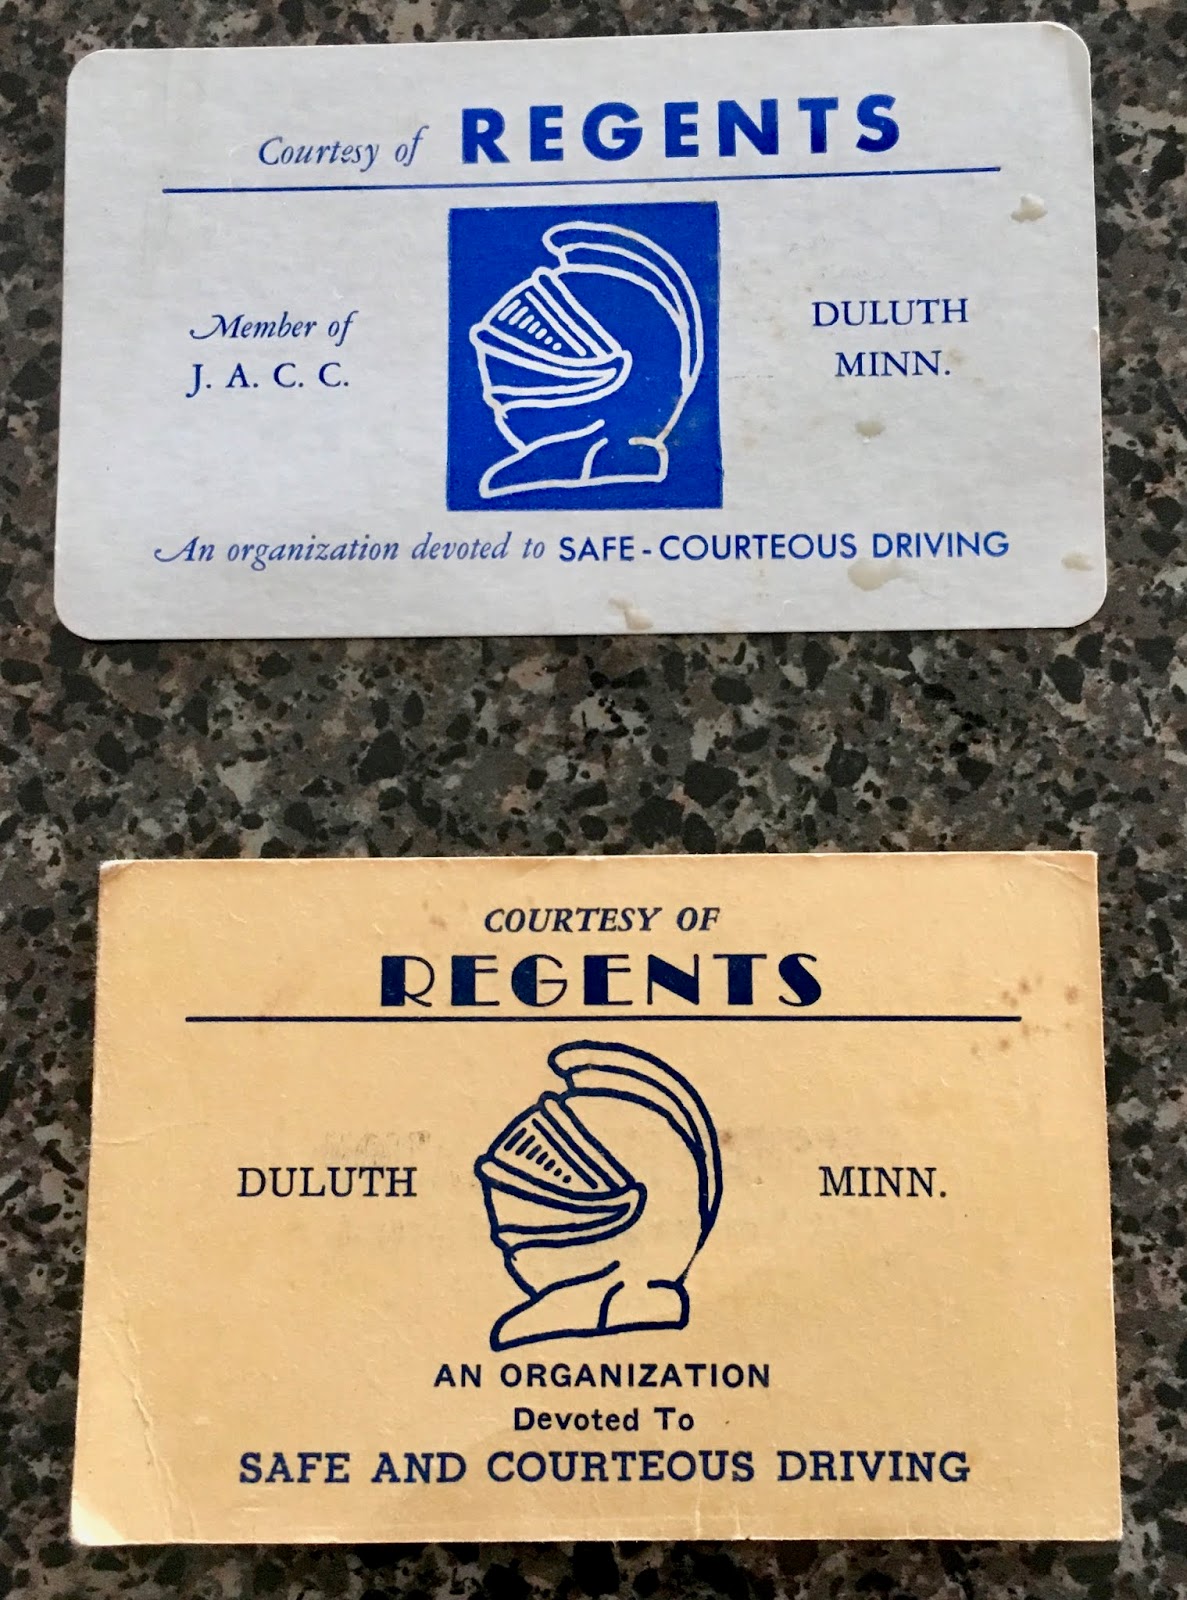 Courtesy of REGENTS
Member of
J. A. C. C.
DULUTH
MINN.
An organization devoted to SAFE - COURTEOUS DRIVING
COURTESY OF
REGENTS
DULUTH MINN.
AN ORGANIZATION
Devoted To
SAFE AND COURTEOUS DRIVING